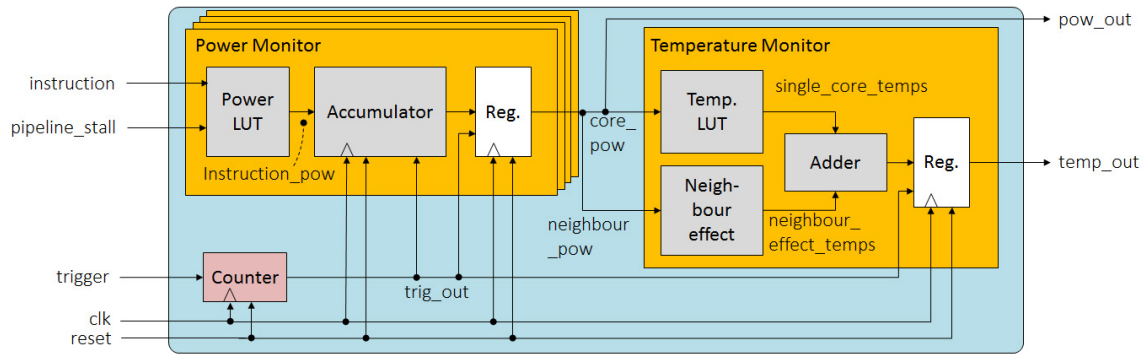 pow_out
Power Monitor
Temperature Monitor
instruction
Power
LUT
Accumulator
Reg.
core_
pow
Temp.
LUT
single_core_temps
pipeline_stall
Instruction_pow
Adder
Reg.
temp_out
Neigh-
bour
effect
neighbour
_pow
neighbour_
effect_temps
trigger
Counter
trig_out
clk
reset